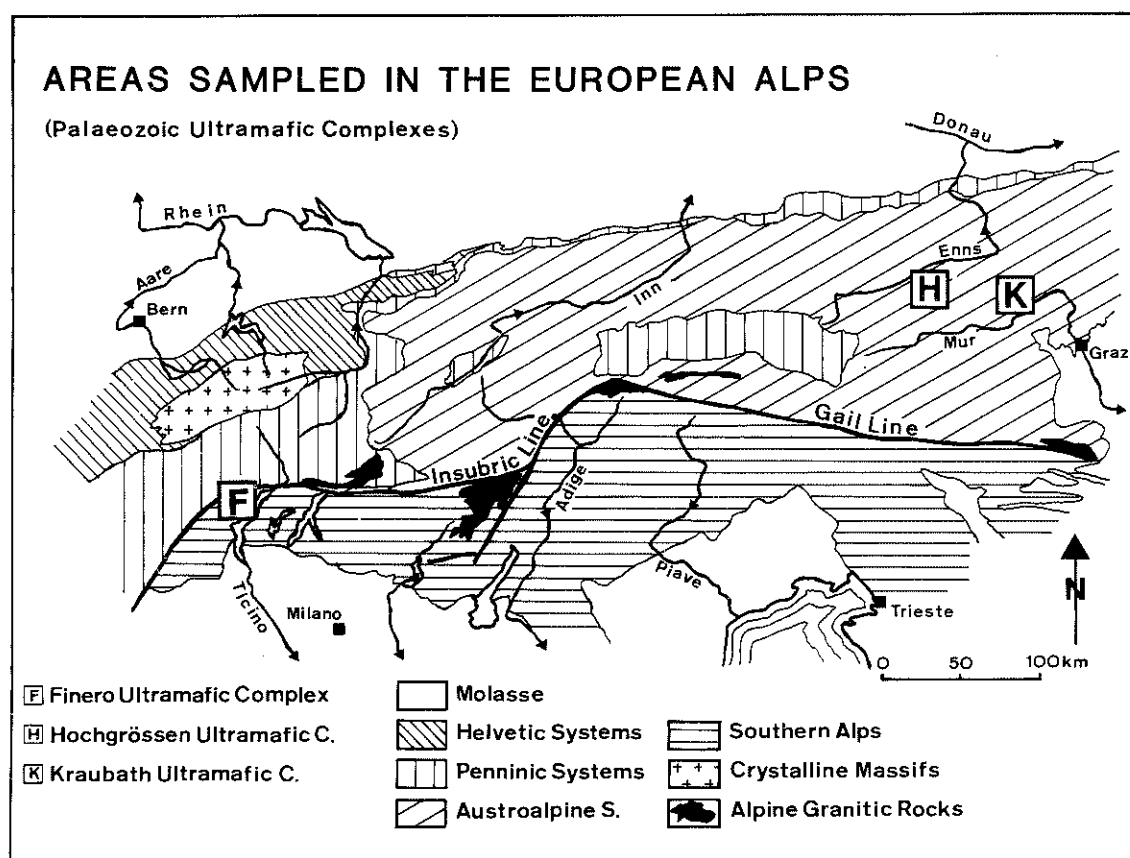 AREAS SAMPLED IN THE EUROPEAN ALPS
(Palaeozoic Ultramafic Complexes)
Donau
Rhein
Aare
Bern
Enns
H
K
Inn
Mur
Graz
Gail Line
Insubric Line
Adige
F
Piave
Ticino
Milano
N
Trieste
0 50 100km
F Finero Ultramafic Complex
H Hochgrössen Ultramafic C.
K Kraubath Ultramafic C.
Molasse
Helvetic Systems
Penninic Systems
Austroalpine S.
Southern Alps
Crystalline Massifs
Alpine Granitic Rocks